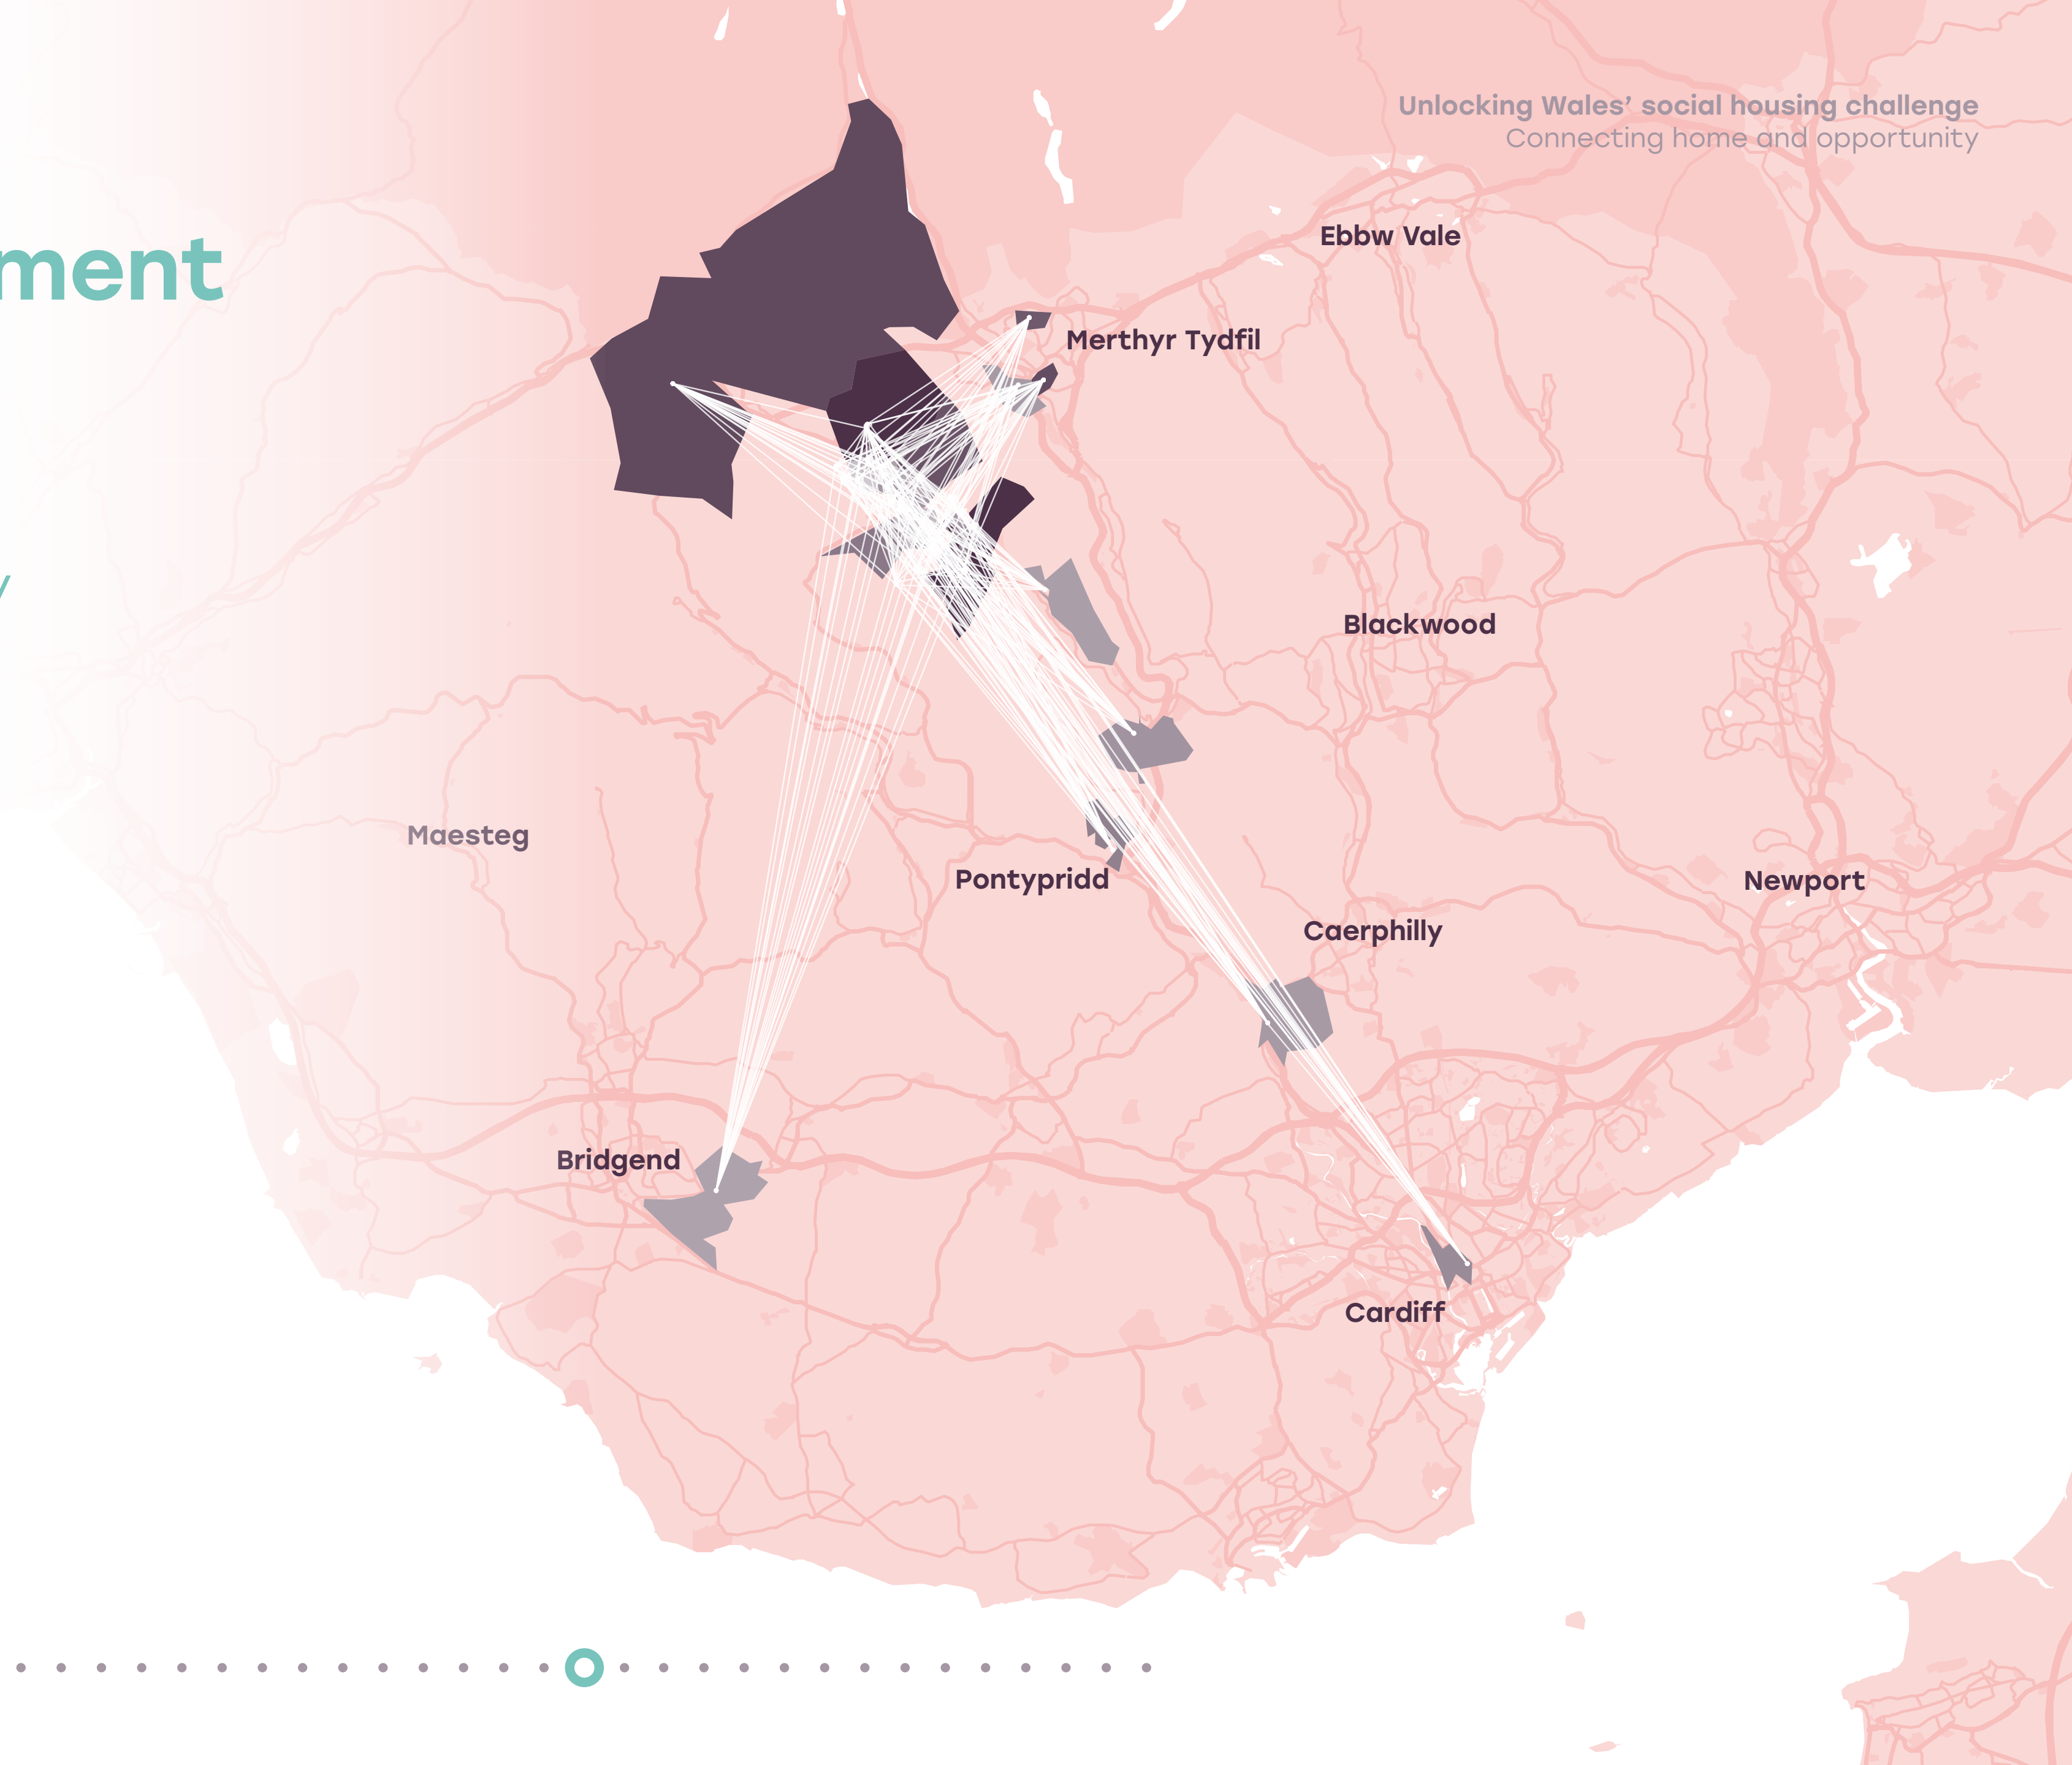 Unlocking Wales’ social housing challenge
Connecting home and opportunity
ment
y
Ebbw Vale
Merthyr Tydfil
Blackwood
Maesteg
Pontypridd
Newport
Caerphilly
Bridgend
Cardiff